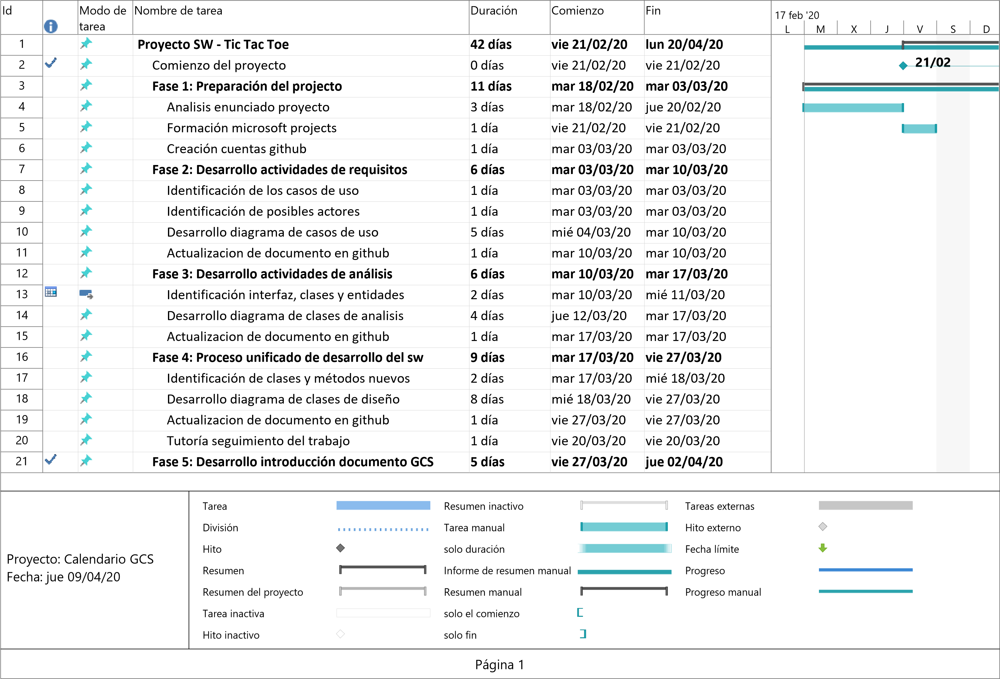 Id Modo de tarea Nombre de tarea Duración Comienzo Fin 17 feb '20
L M X J V S D
1 Proyecto SW - Tic Tac Toe 42 días vie 21/02/20 lun 20/04/20
2 Comienzo del proyecto 0 días vie 21/02/20 vie 21/02/20 21/02
3 Fase 1: Preparación del projecto 11 días mar 18/02/20 mar 03/03/20
4 Analisis enunciado proyecto 3 días mar 18/02/20 jue 20/02/20
5 Formación microsoft projects 1 día vie 21/02/20 vie 21/02/20
6 Creación cuentas github 1 día mar 03/03/20 mar 03/03/20
7 Fase 2: Desarrollo actividades de requisitos 6 días mar 03/03/20 mar 10/03/20
8 Identificación de los casos de uso 1 día mar 03/03/20 mar 03/03/20
9 Identificación de posibles actores 1 día mar 03/03/20 mar 03/03/20
10 Desarrollo diagrama de casos de uso 5 días mié 04/03/20 mar 10/03/20
11 Actualizacion de documento en github 1 día mar 10/03/20 mar 10/03/20
12 Fase 3: Desarrollo actividades de análisis 6 días mar 10/03/20 mar 17/03/20
13 Identificación interfaz, clases y entidades 2 días mar 10/03/20 mié 11/03/20
14 Desarrollo diagrama de clases de analisis 4 días jue 12/03/20 mar 17/03/20
15 Actualizacion de documento en github 1 día mar 17/03/20 mar 17/03/20
16 Fase 4: Proceso unificado de desarrollo del sw 9 días mar 17/03/20 vie 27/03/20
17 Identificación de clases y métodos nuevos 2 días mar 17/03/20 mié 18/03/20
18 Desarrollo diagrama de clases de diseño 8 días mié 18/03/20 vie 27/03/20
19 Actualizacion de documento en github 1 día vie 27/03/20 vie 27/03/20
20 Tutoría seguimiento del trabajo 1 día vie 20/03/20 vie 20/03/20
21 Fase 5: Desarrollo introducción documento GCS 5 días vie 27/03/20 jue 02/04/20
Proyecto: Calendario GCS
Fecha: jue 09/04/20
Tarea
División
Hito
Resumen
Resumen del proyecto
Tarea inactiva
Hito inactivo
Resumen inactivo
Tarea manual
solo duración
Informe de resumen manual
Resumen manual
solo el comienzo
solo fin
Tareas externas
Hito externo
Fecha límite
Progreso
Progreso manual
Página 1